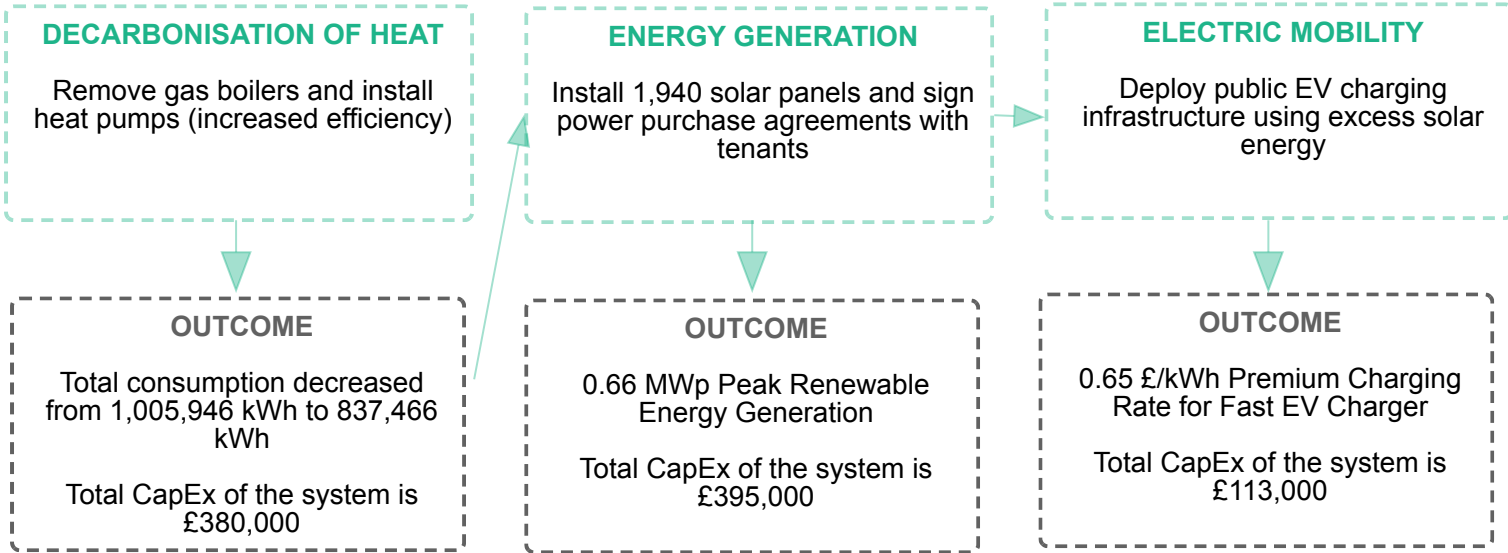 DECARBONISATION OF HEAT
Remove gas boilers and install
heat pumps (increased efficiency)
OUTCOME
Total consumption decreased
from 1,005,946 kWh to 837,466
kWh
Total CapEx of the system is
£380,000
ENERGY GENERATION
Install 1,940 solar panels and sign
power purchase agreements with
tenants
OUTCOME
0.66 MWp Peak Renewable
Energy Generation
Total CapEx of the system is
£395,000
ELECTRIC MOBILITY
Deploy public EV charging
infrastructure using excess solar
energy
OUTCOME
0.65 £/kWh Premium Charging
Rate for Fast EV Charger
Total CapEx of the system is
£113,000